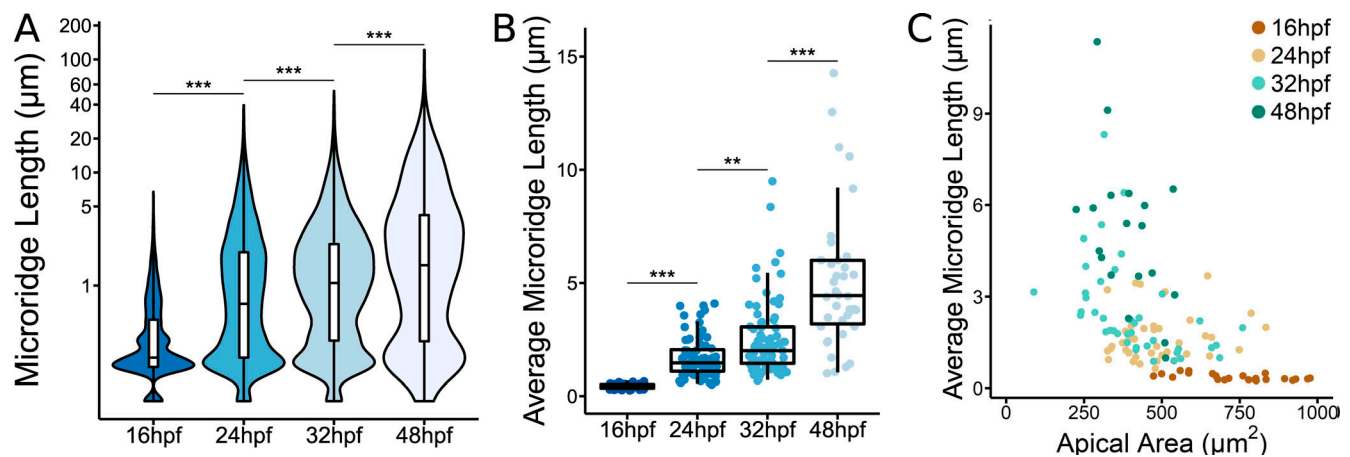 A
Microridge Length (µm)
200
100
60
40
20
10
5
1
***
***
***
16hpf
24hpf
32hpf
48hpf
B
Average Microridge Length (µm)
15
10
5
0
***
**
***
16hpf
24hpf
32hpf
48hpf
C
Average Microridge Length (µm)
9
6
3
0
0
250
500
750
1000
Apical Area (µm²)
16hpf
24hpf
32hpf
48hpf